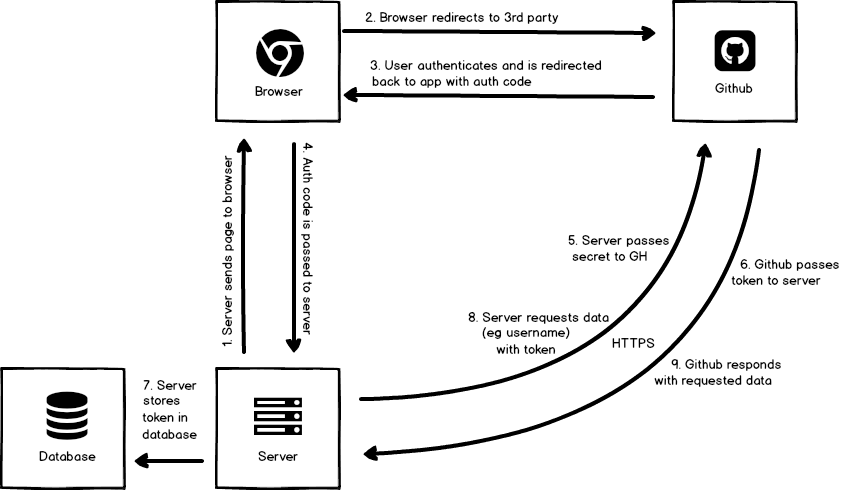 2. Browser redirects to 3rd party
3. User authenticates and is redirected
back to app with auth code
Browser
Github
1. Server sends page to browser
4. Auth code is passed to server
5. Server passes
secret to GH
6. Github passes
token to server
8. Server requests data
(eg username)
with token
HTTPS
9. Github responds
with requested data
7. Server
stores
token in
database
Database
Server